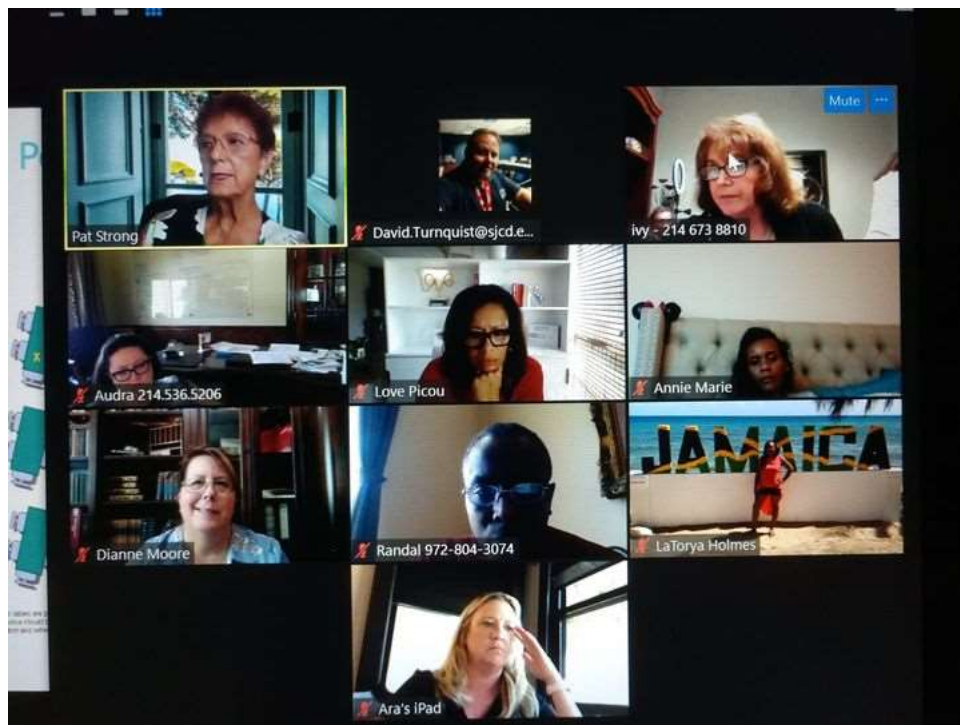 Pat Strong
David.Turnquist@sjcd.e...
Mute ...
ivy - 214 673 8810
Audra 214.536.5206
Love Picou
Annie Marie
Dianne Moore
Randal 972-804-3074
JAMAICA
LaTorya Holmes
Ara's iPad